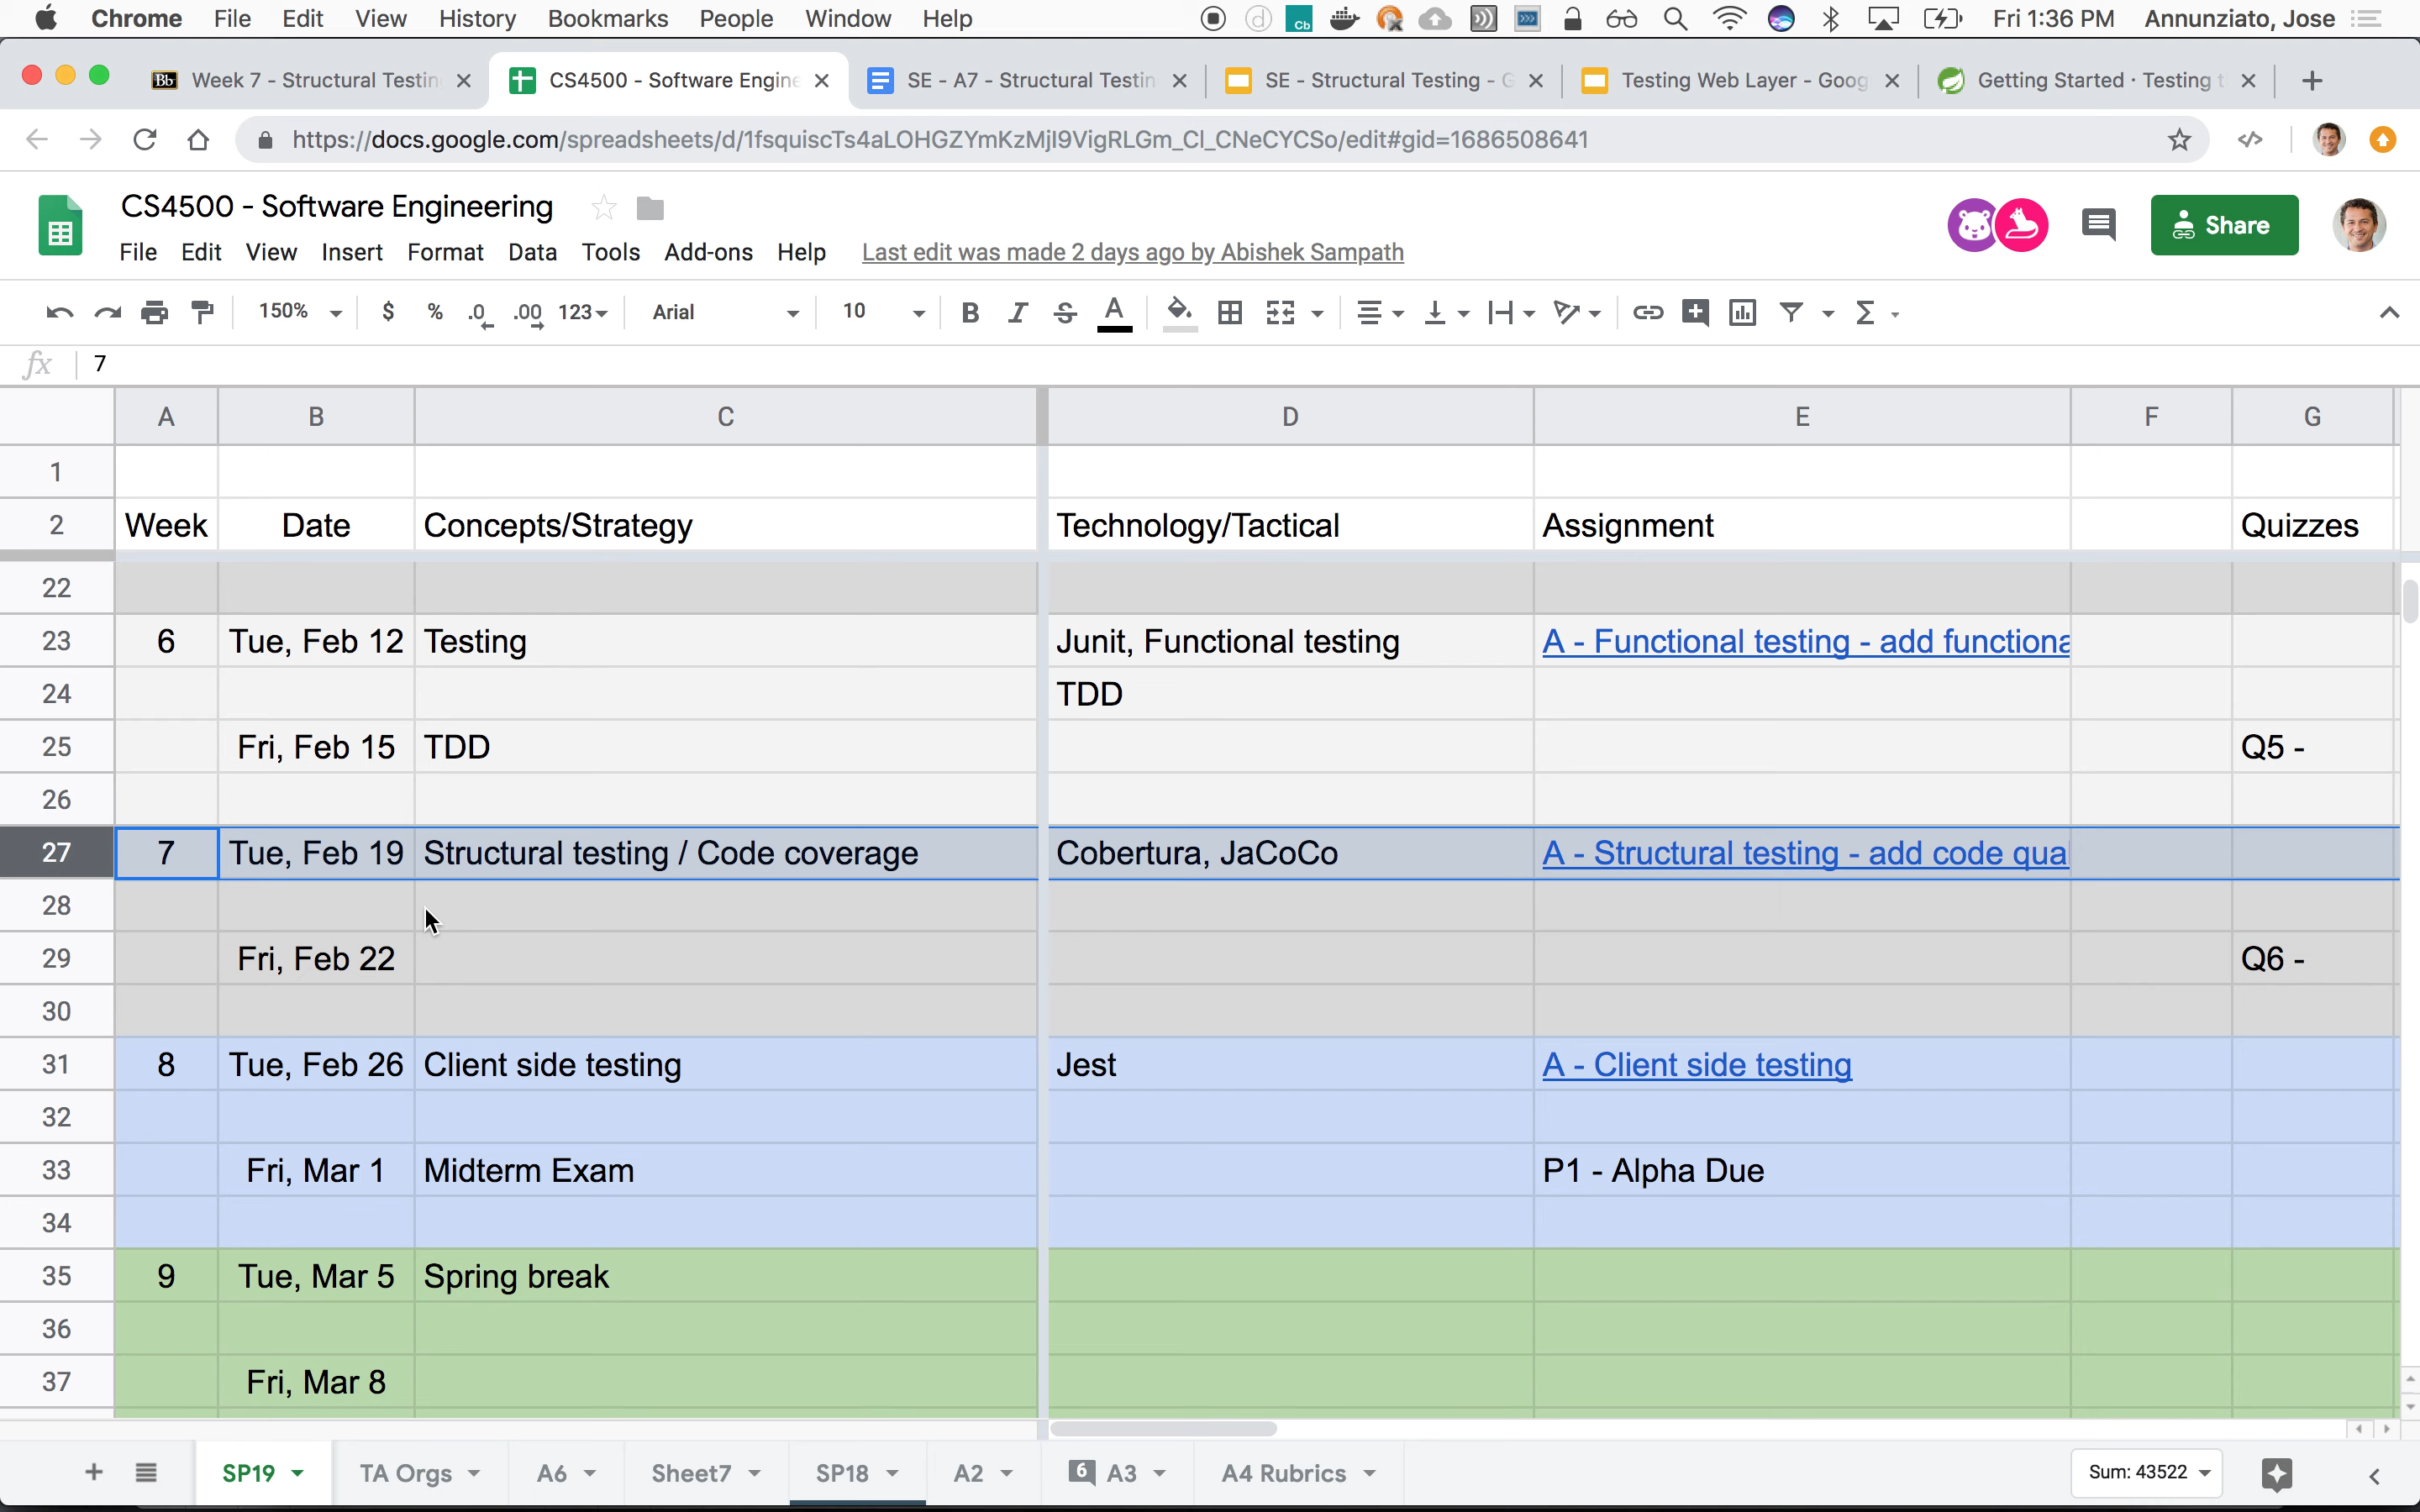 Chrome File Edit View History Bookmarks People Window Help Fri 1:36 PM Annunziato, Jose
Week 7 - Structural Testin CS4500 - Software Engine SE - A7 - Structural Testin SE - Structural Testing - G Testing Web Layer - Goog Getting Started · Testing t
https://docs.google.com/spreadsheets/d/1fsquiscTs4aLOHGZYmKzMjI9VigRLGm_CI_CNeCYCSo/edit#gid=1686508641
CS4500 - Software Engineering
File Edit View Insert Format Data Tools Add-ons Help Last edit was made 2 days ago by Abishek Sampath
Share
150% $ % .0 .00 123 Arial 10 B I S A Σ
fx 7
A B C D E F G
1
2 Week Date Concepts/Strategy Technology/Tactical Assignment Quizzes
22
23 6 Tue, Feb 12 Testing Junit, Functional testing A - Functional testing - add functiona
24 TDD
25 Fri, Feb 15 TDD Q5 -
26
27 7 Tue, Feb 19 Structural testing / Code coverage Cobertura, JaCoCo A - Structural testing - add code qual
28
29 Fri, Feb 22 Q6 -
30
31 8 Tue, Feb 26 Client side testing Jest A - Client side testing
32
33 Fri, Mar 1 Midterm Exam P1 - Alpha Due
34
35 9 Tue, Mar 5 Spring break
36
37 Fri, Mar 8
SP19 TA Orgs A6 Sheet7 SP18 A2 6 A3 A4 Rubrics Sum: 43522